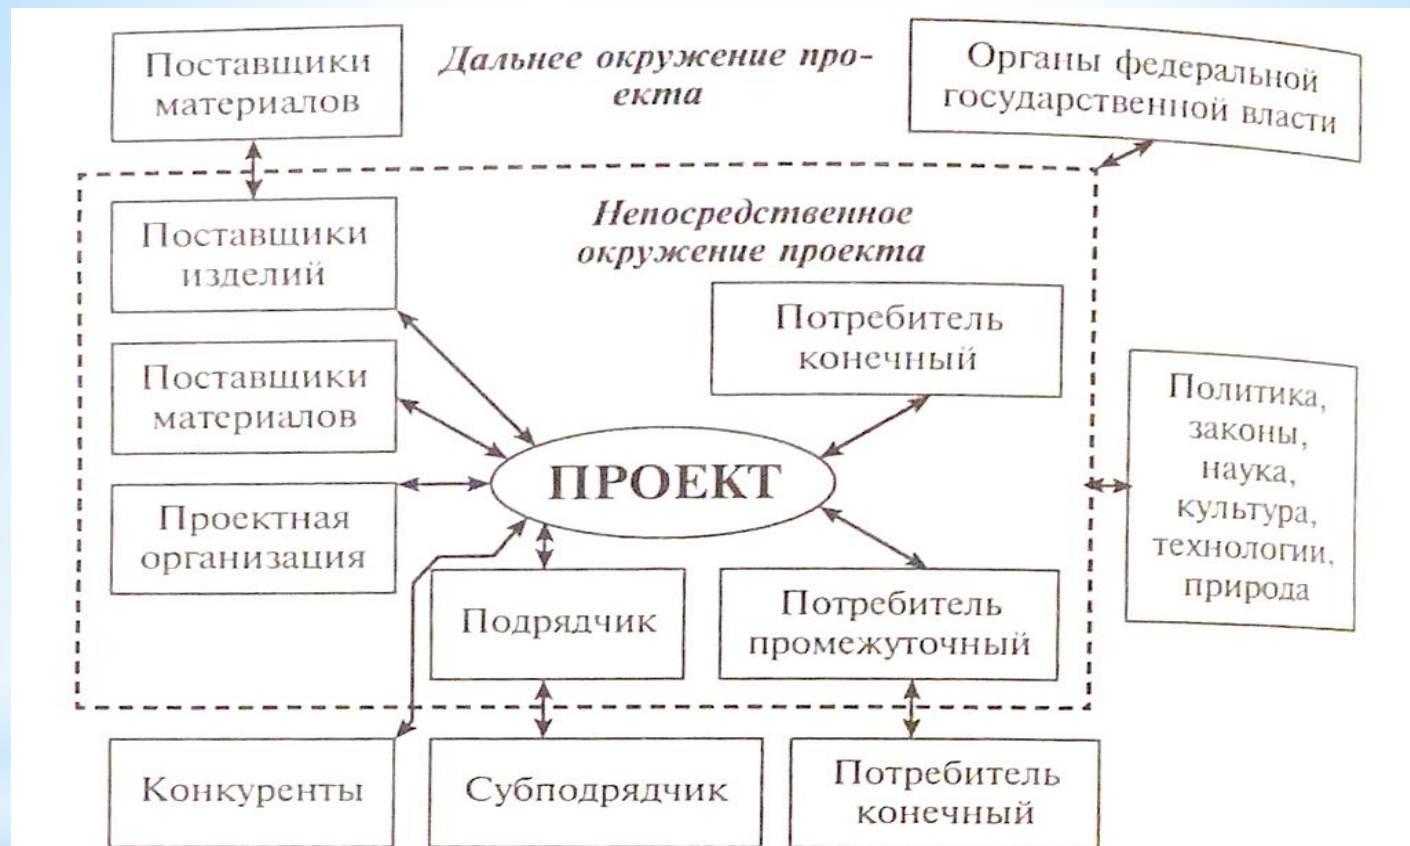 Поставщики
материалов
Дальнее окружение про-
екта
Органы федеральной
государственной власти
Поставщики
изделий
Непосредственное
окружение проекта
Потребитель
конечный
Поставщики
материалов
Политика,
законы,
наука,
культура,
технологии,
природа
ПРОЕКТ
Проектная
организация
Подрядчик
Потребитель
промежуточный
Конкуренты
Субподрядчик
Потребитель
конечный